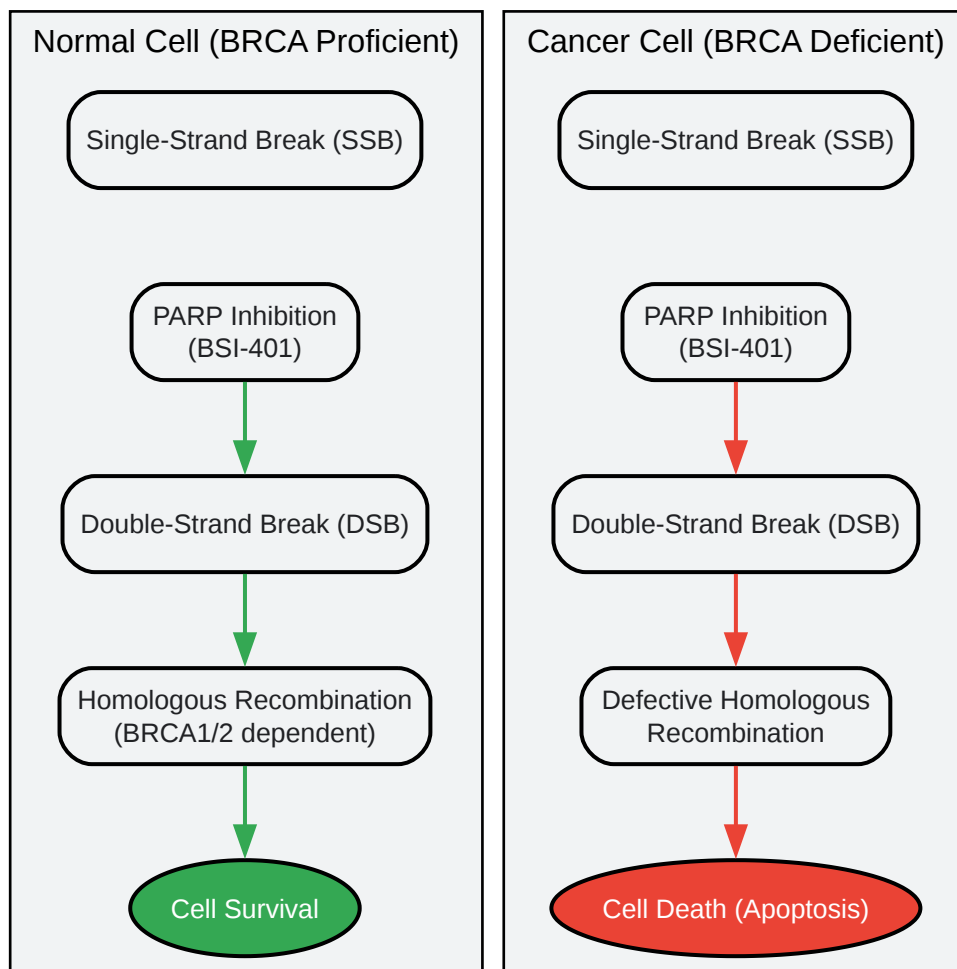 Normal Cell (BRCA Proficient)
Single-Strand Break (SSB)
PARP Inhibition
(BSI-401)
Double-Strand Break (DSB)
Homologous Recombination
(BRCA1/2 dependent)
Cell Survival
Cancer Cell (BRCA Deficient)
Single-Strand Break (SSB)
PARP Inhibition
(BSI-401)
Double-Strand Break (DSB)
Defective Homologous
Recombination
Cell Death (Apoptosis)